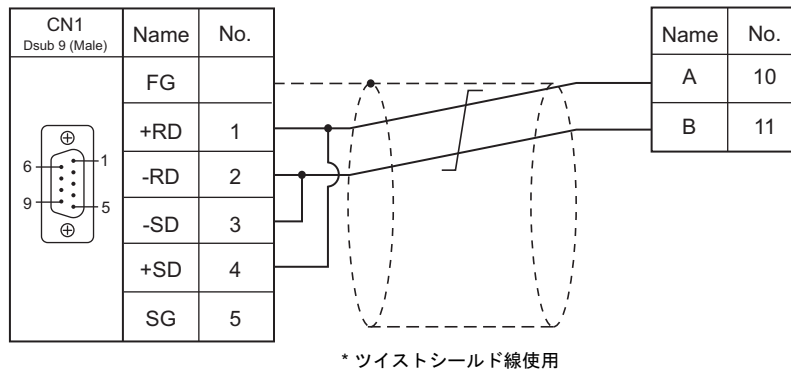 CN1
Dsub 9 (Male)
Name No.
FG
+RD 1
-RD 2
-SD 3
+SD 4
SG 5
6
1
9
5
Name No.
A 10
B 11
* ツイストシールド線使用